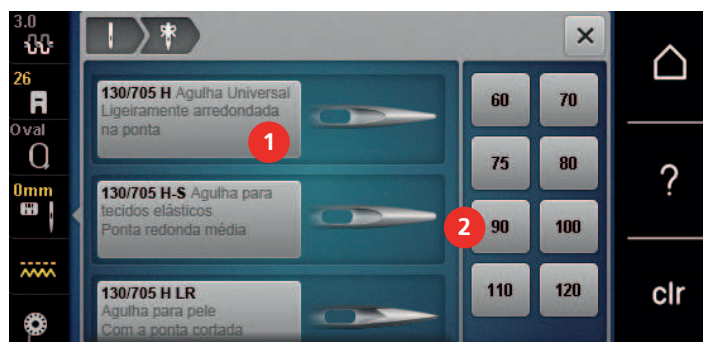 3.0
26
Oval
0mm
130/705 H Agulha Universal
Ligeiramente arredondada
na ponta
1
130/705 H-S Agulha para
tecidos elásticos
Ponta redonda média
2
130/705 H LR
Agulha para pele
Com a ponta cortada
60 70
75 80
90 100
110 120
?
clr